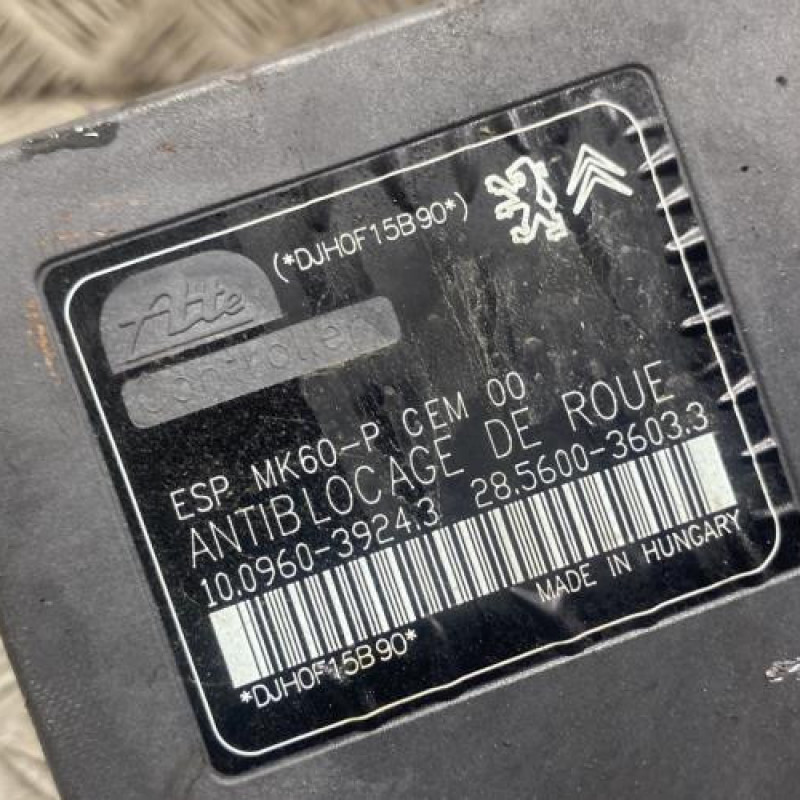 (*DJH0F15B90*)
Ate
Controller
ESP MK60-P CEM 00
ANTIBLOCAGE DE ROUE
10.0960-3924.3 28.5600-3603.3
MADE IN HUNGARY
*DJH0F15B90*